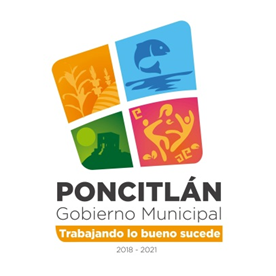 PONCITLÁN
Gobierno Municipal
Trabajando lo bueno sucede
2018 - 2021